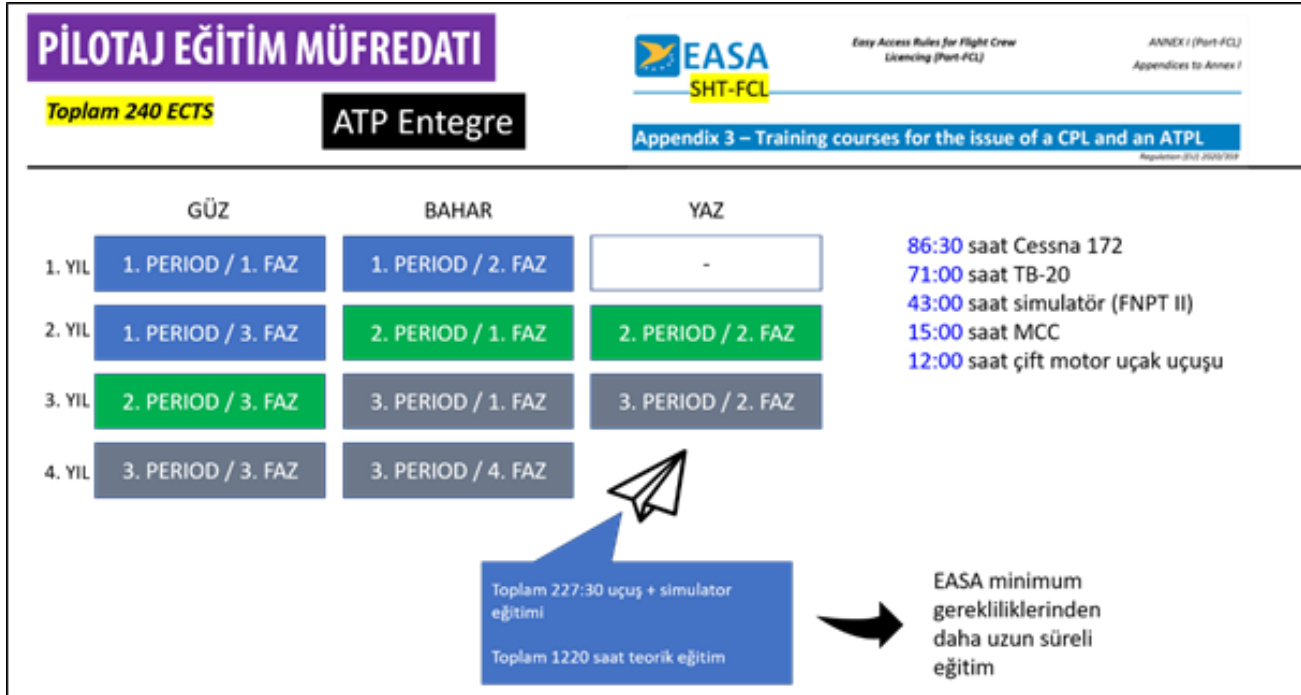 PİLOTAJ EĞİTİM MÜFREDATI
Toplam 240 ECTS
ATP Entegre
EASA
SHT-FCL
Easy Access Rules for Flight Crew
Licencing (Part-FCL)
ANNEX I (Part-FCL)
Appendices to Annex I
Appendix 3 – Training courses for the issue of a CPL and an ATPL
Regulation (EU) 2020/359
GÜZ BAHAR YAZ
1. YIL 1. PERIOD / 1. FAZ 1. PERIOD / 2. FAZ -
2. YIL 1. PERIOD / 3. FAZ 2. PERIOD / 1. FAZ 2. PERIOD / 2. FAZ
3. YIL 2. PERIOD / 3. FAZ 3. PERIOD / 1. FAZ 3. PERIOD / 2. FAZ
4. YIL 3. PERIOD / 3. FAZ 3. PERIOD / 4. FAZ
86:30 saat Cessna 172
71:00 saat TB-20
43:00 saat simulatör (FNPT II)
15:00 saat MCC
12:00 saat çift motor uçak uçuşu
Toplam 227:30 uçuş + simulator
eğitimi
Toplam 1220 saat teorik eğitim
EASA minimum
gerekliliklerinden
daha uzun süreli
eğitim